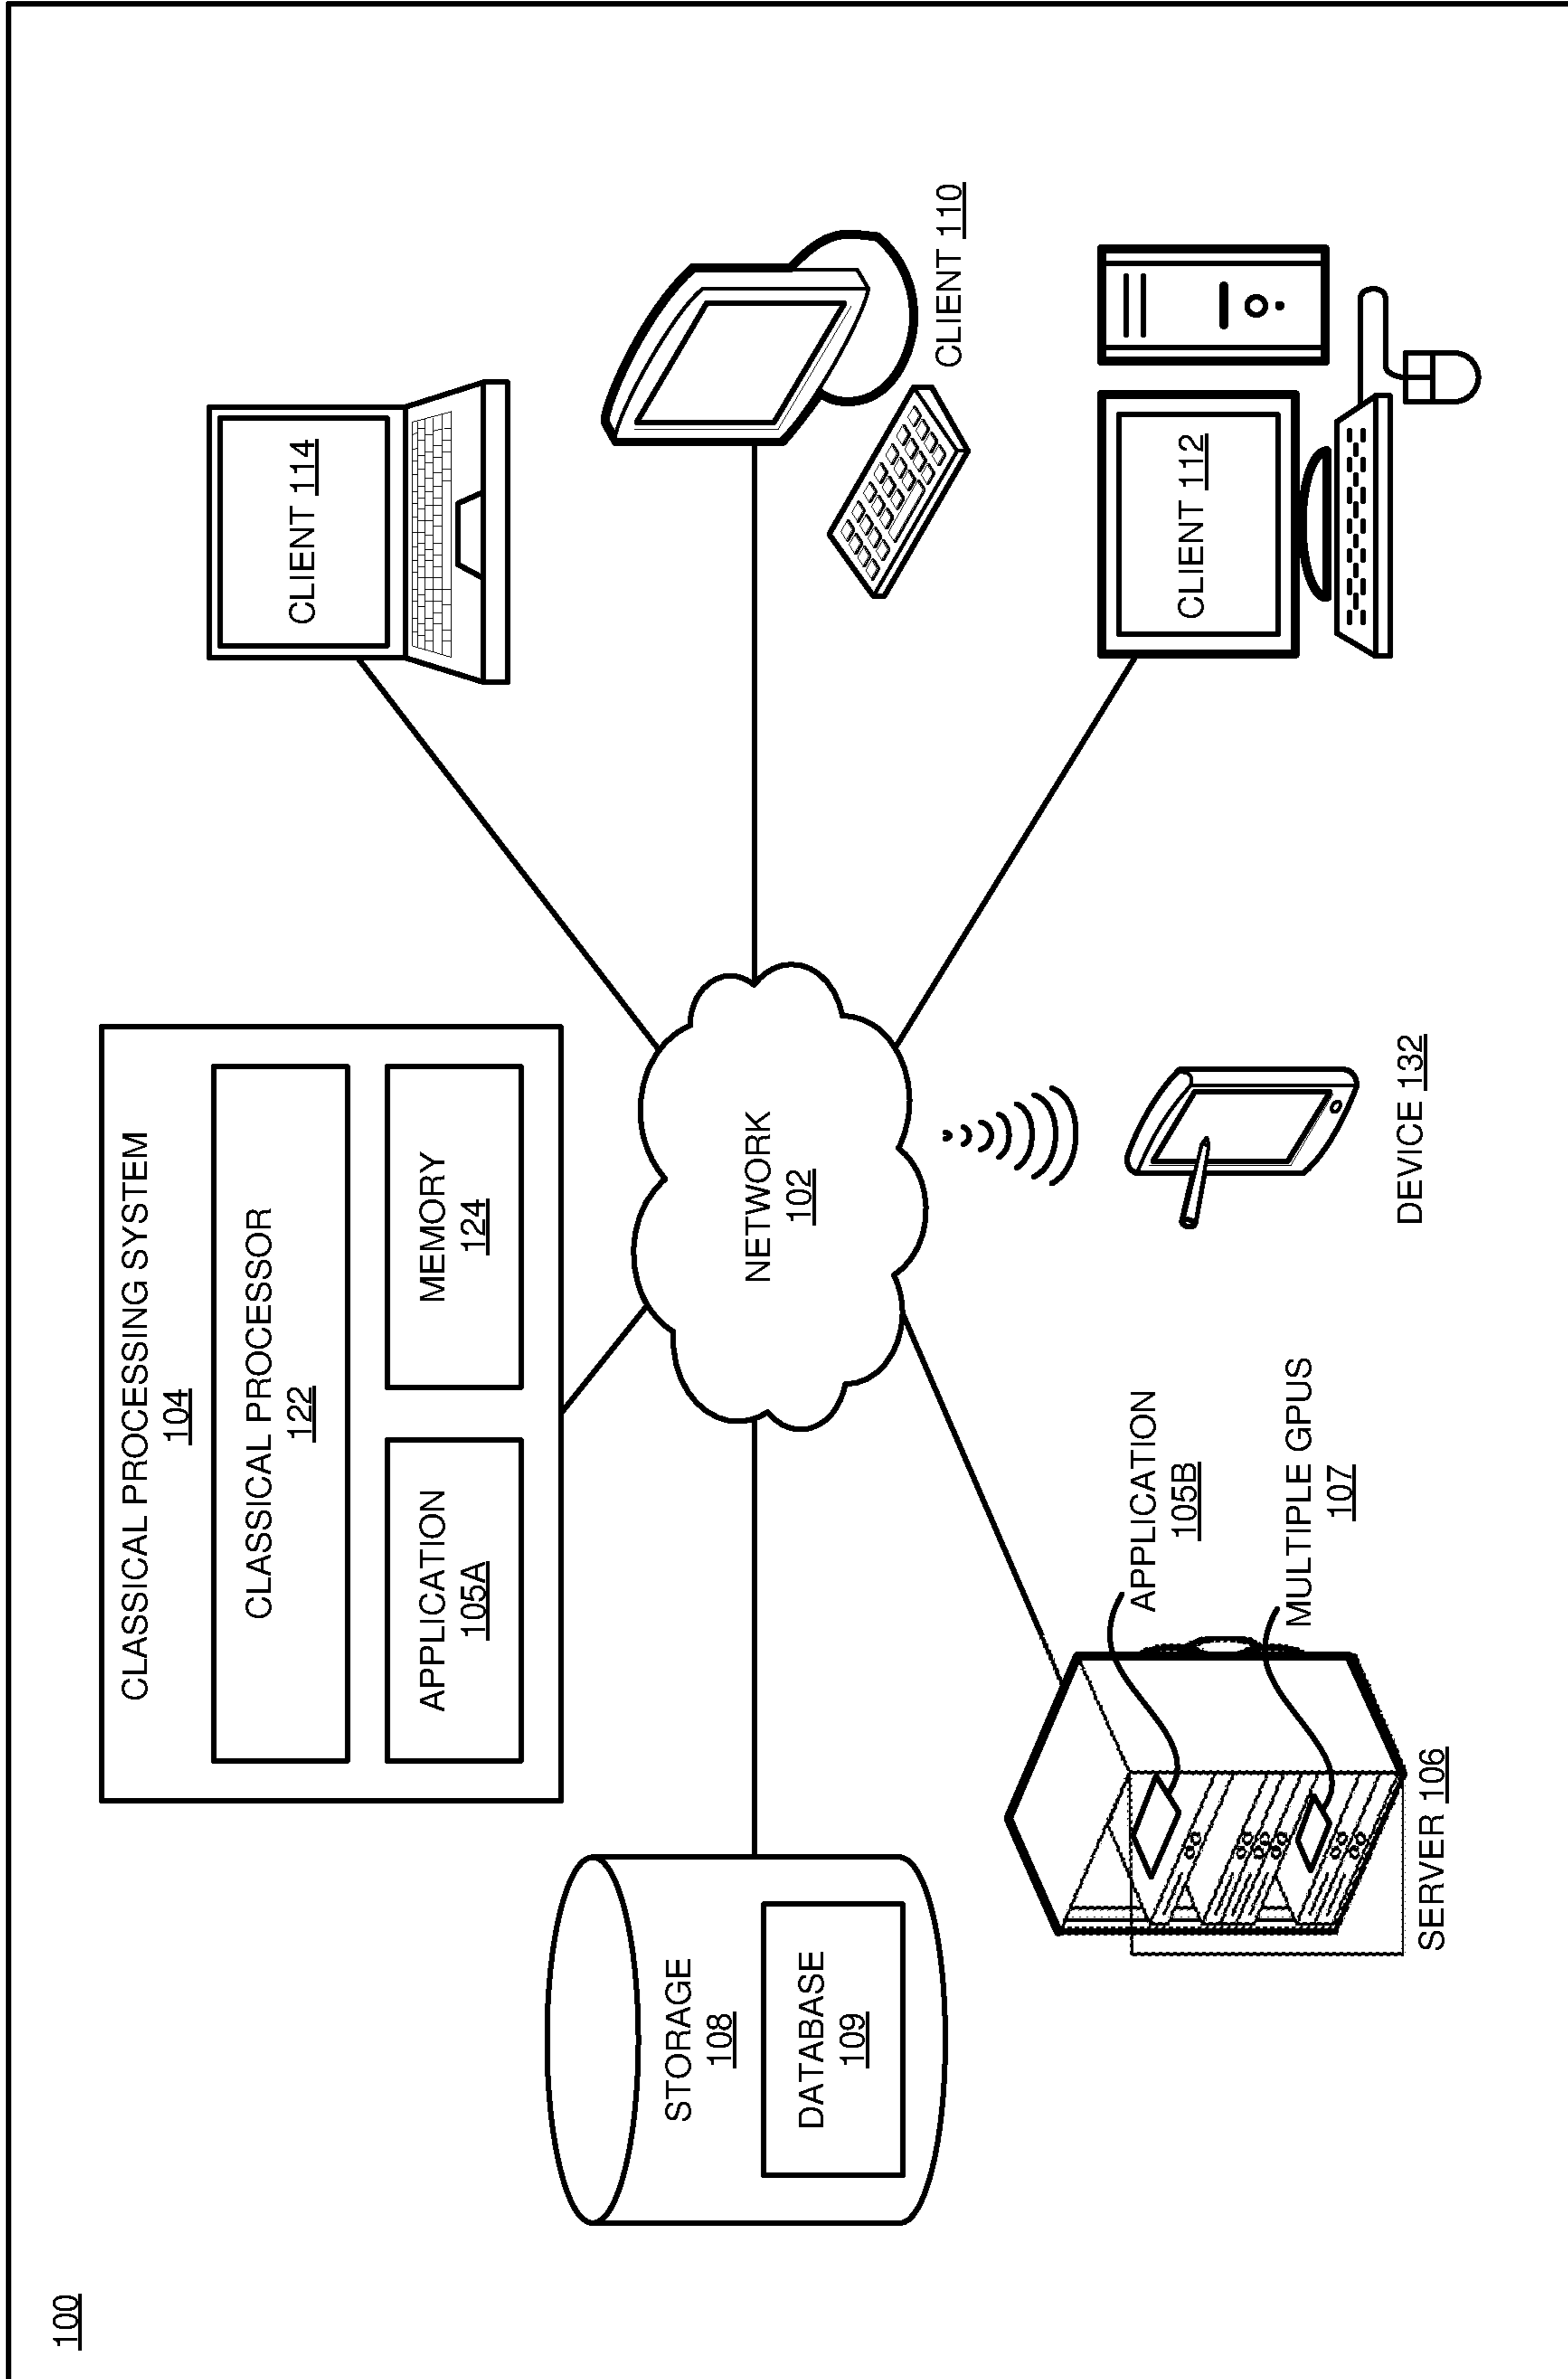 100
CLASSICAL PROCESSING SYSTEM
104
CLASSICAL PROCESSOR
122
APPLICATION
105A
MEMORY
124
CLIENT 114
STORAGE
108
DATABASE
109
NETWORK
102
CLIENT 110
APPLICATION
105B
MULTIPLE GPUS
107
SERVER 106
DEVICE 132
CLIENT 112